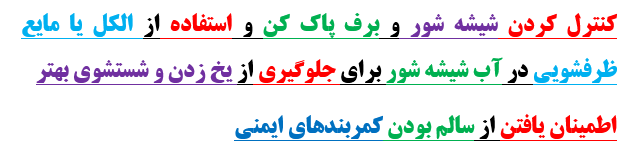 کنترل کردن شیشه شور و برف پاک کن و استفاده از الکل یا مایع
ظرفشویی در آب شیشه شور برای جلوگیری از یخ زدن و شستشوی بهتر
اطمینان یافتن از سالم بودن کمربندهای ایمنی